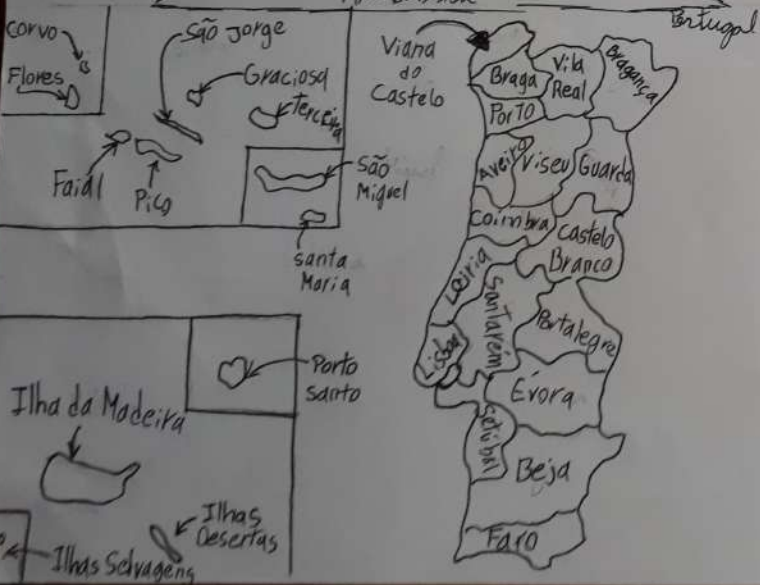 Portugal
Corvo
São Jorge
Flores
Graciosa
Terceira
Faial
Pico
São
Miguel
Santa
Maria
Viana
do
Castelo
Braga
Vila
Real
Bragança
Porto
Aveiro
Viseu
Guarda
Coimbra
Castelo
Branco
Leiria
Santarém
Portalegre
Lisboa
Évora
Setúbal
Beja
Faro
Porto
Santo
Ilha da Madeira
Ilhas
Desertas
Ilhas Selvagens